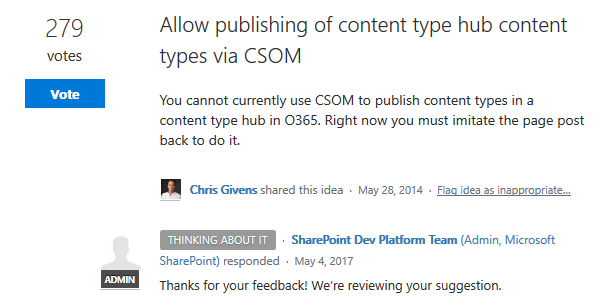 279
votes
Vote
Allow publishing of content type hub content
types via CSOM
You cannot currently use CSOM to publish content types in a
content type hub in O365. Right now you must imitate the page post
back to do it.
Chris Givens shared this idea · May 28, 2014 · Flag idea as inappropriate...
ADMIN
THINKING ABOUT IT · SharePoint Dev Platform Team (Admin, Microsoft
SharePoint) responded · May 4, 2017
Thanks for your feedback! We're reviewing your suggestion.